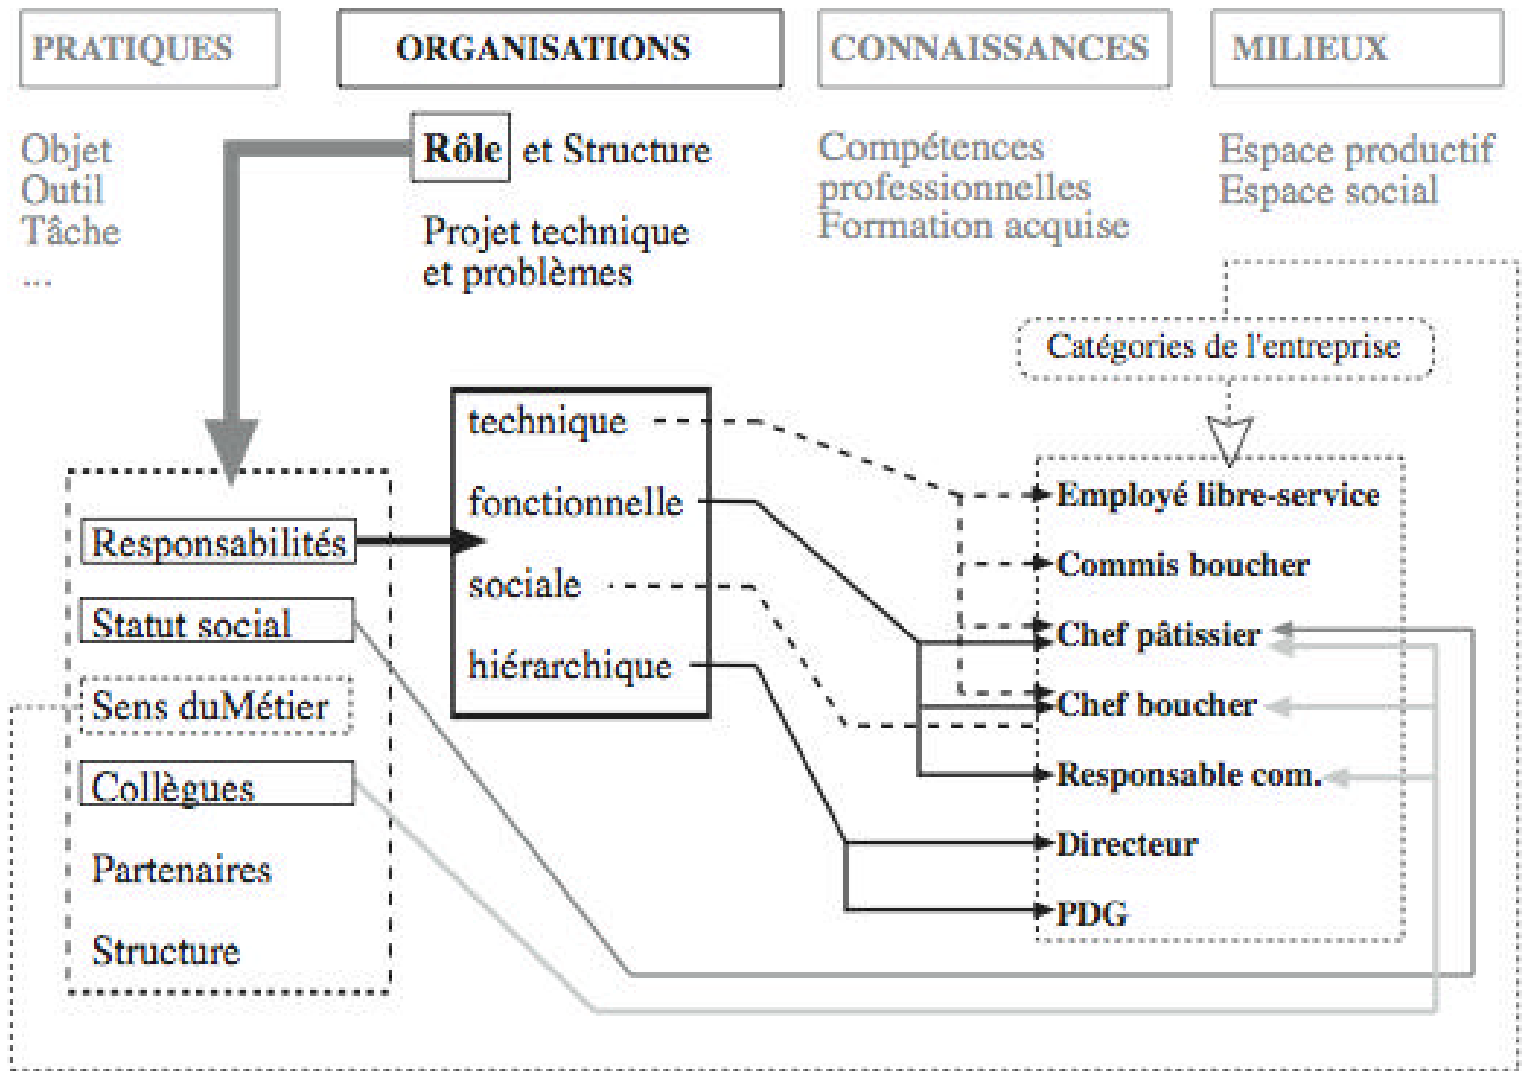 PRATIQUES
ORGANISATIONS
CONNAISSANCES
MILIEUX
Objet
Outil
Tâche
...
Rôle et Structure
Projet technique
et problèmes
Compétences
professionnelles
Formation acquise
Espace productif
Espace social
Catégories de l'entreprise
Responsabilités
Statut social
Sens duMétier
Collègues
Partenaires
Structure
technique
fonctionnelle
sociale
hiérarchique
Employé libre-service
Commis boucher
Chef pâtissier
Chef boucher
Responsable com.
Directeur
PDG